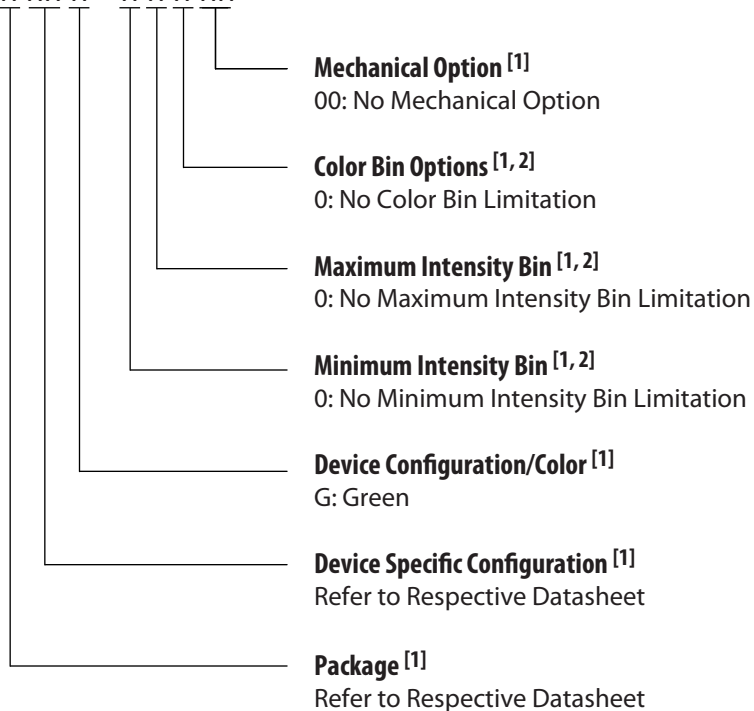 Mechanical Option [1]
00: No Mechanical Option
Color Bin Options [1, 2]
0: No Color Bin Limitation
Maximum Intensity Bin [1, 2]
0: No Maximum Intensity Bin Limitation
Minimum Intensity Bin [1, 2]
0: No Minimum Intensity Bin Limitation
Device Configuration/Color [1]
G: Green
Device Specific Configuration [1]
Refer to Respective Datasheet
Package [1]
Refer to Respective Datasheet